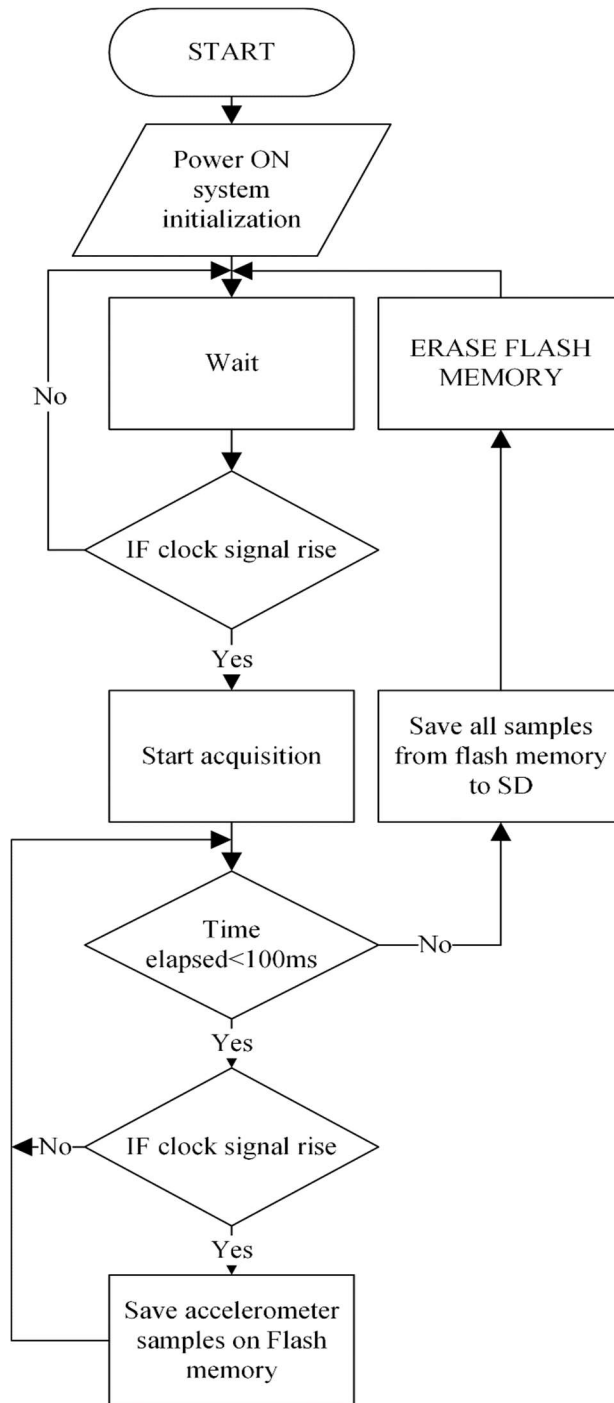 START
Power ON
system
initialization
Wait
ERASE FLASH
MEMORY
No
IF clock signal rise
Yes
Start acquisition
Save all samples
from flash memory
to SD
Time
elapsed<100ms
No
Yes
IF clock signal rise
No
Yes
Save accelerometer
samples on Flash
memory